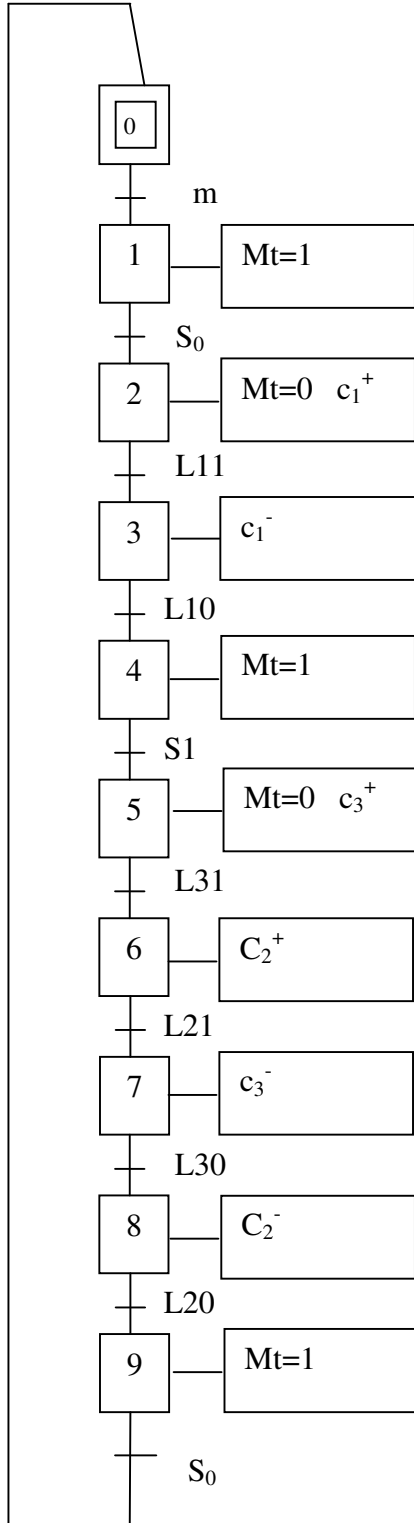 0
m
1 Mt=1
S₀
2 Mt=0 c₁⁺
L11
3 c₁⁻
L10
4 Mt=1
S1
5 Mt=0 c₃⁺
L31
6 C₂⁺
L21
7 c₃⁻
L30
8 C₂⁻
L20
9 Mt=1
S₀